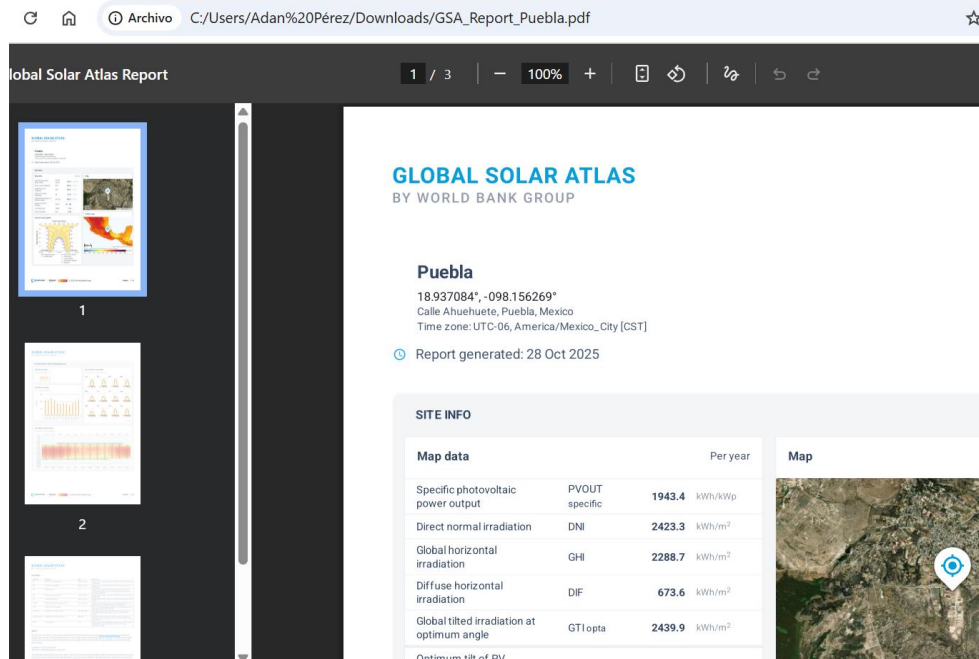 Archivo C:/Users/Adan%20Pérez/Downloads/GSA_Report_Puebla.pdf
lobal Solar Atlas Report 1 / 3 100%
GLOBAL SOLAR ATLAS
BY WORLD BANK GROUP
Puebla
18.937084°, -098.156269°
Calle Ahuehuete, Puebla, Mexico
Time zone: UTC-06, America/Mexico_City [CST]
Report generated: 28 Oct 2025
SITE INFO
Map data Per year
Specific photovoltaic
power output PVOUT
specific 1943.4 kWh/kWp
Direct normal irradiation DNI 2423.3 kWh/m²
Global horizontal
irradiation GHI 2288.7 kWh/m²
Diffuse horizontal
irradiation DIF 673.6 kWh/m²
Global tilted irradiation at
optimum angle GTI opta 2439.9 kWh/m²
Optimum tilt of PV
Map
1
2